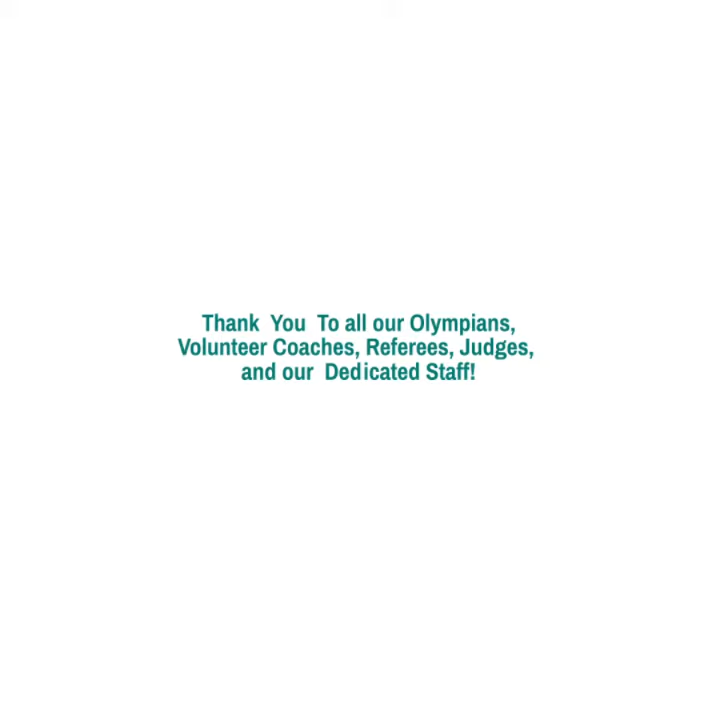 Thank You To all our Olympians,
Volunteer Coaches, Referees, Judges,
and our Dedicated Staff!